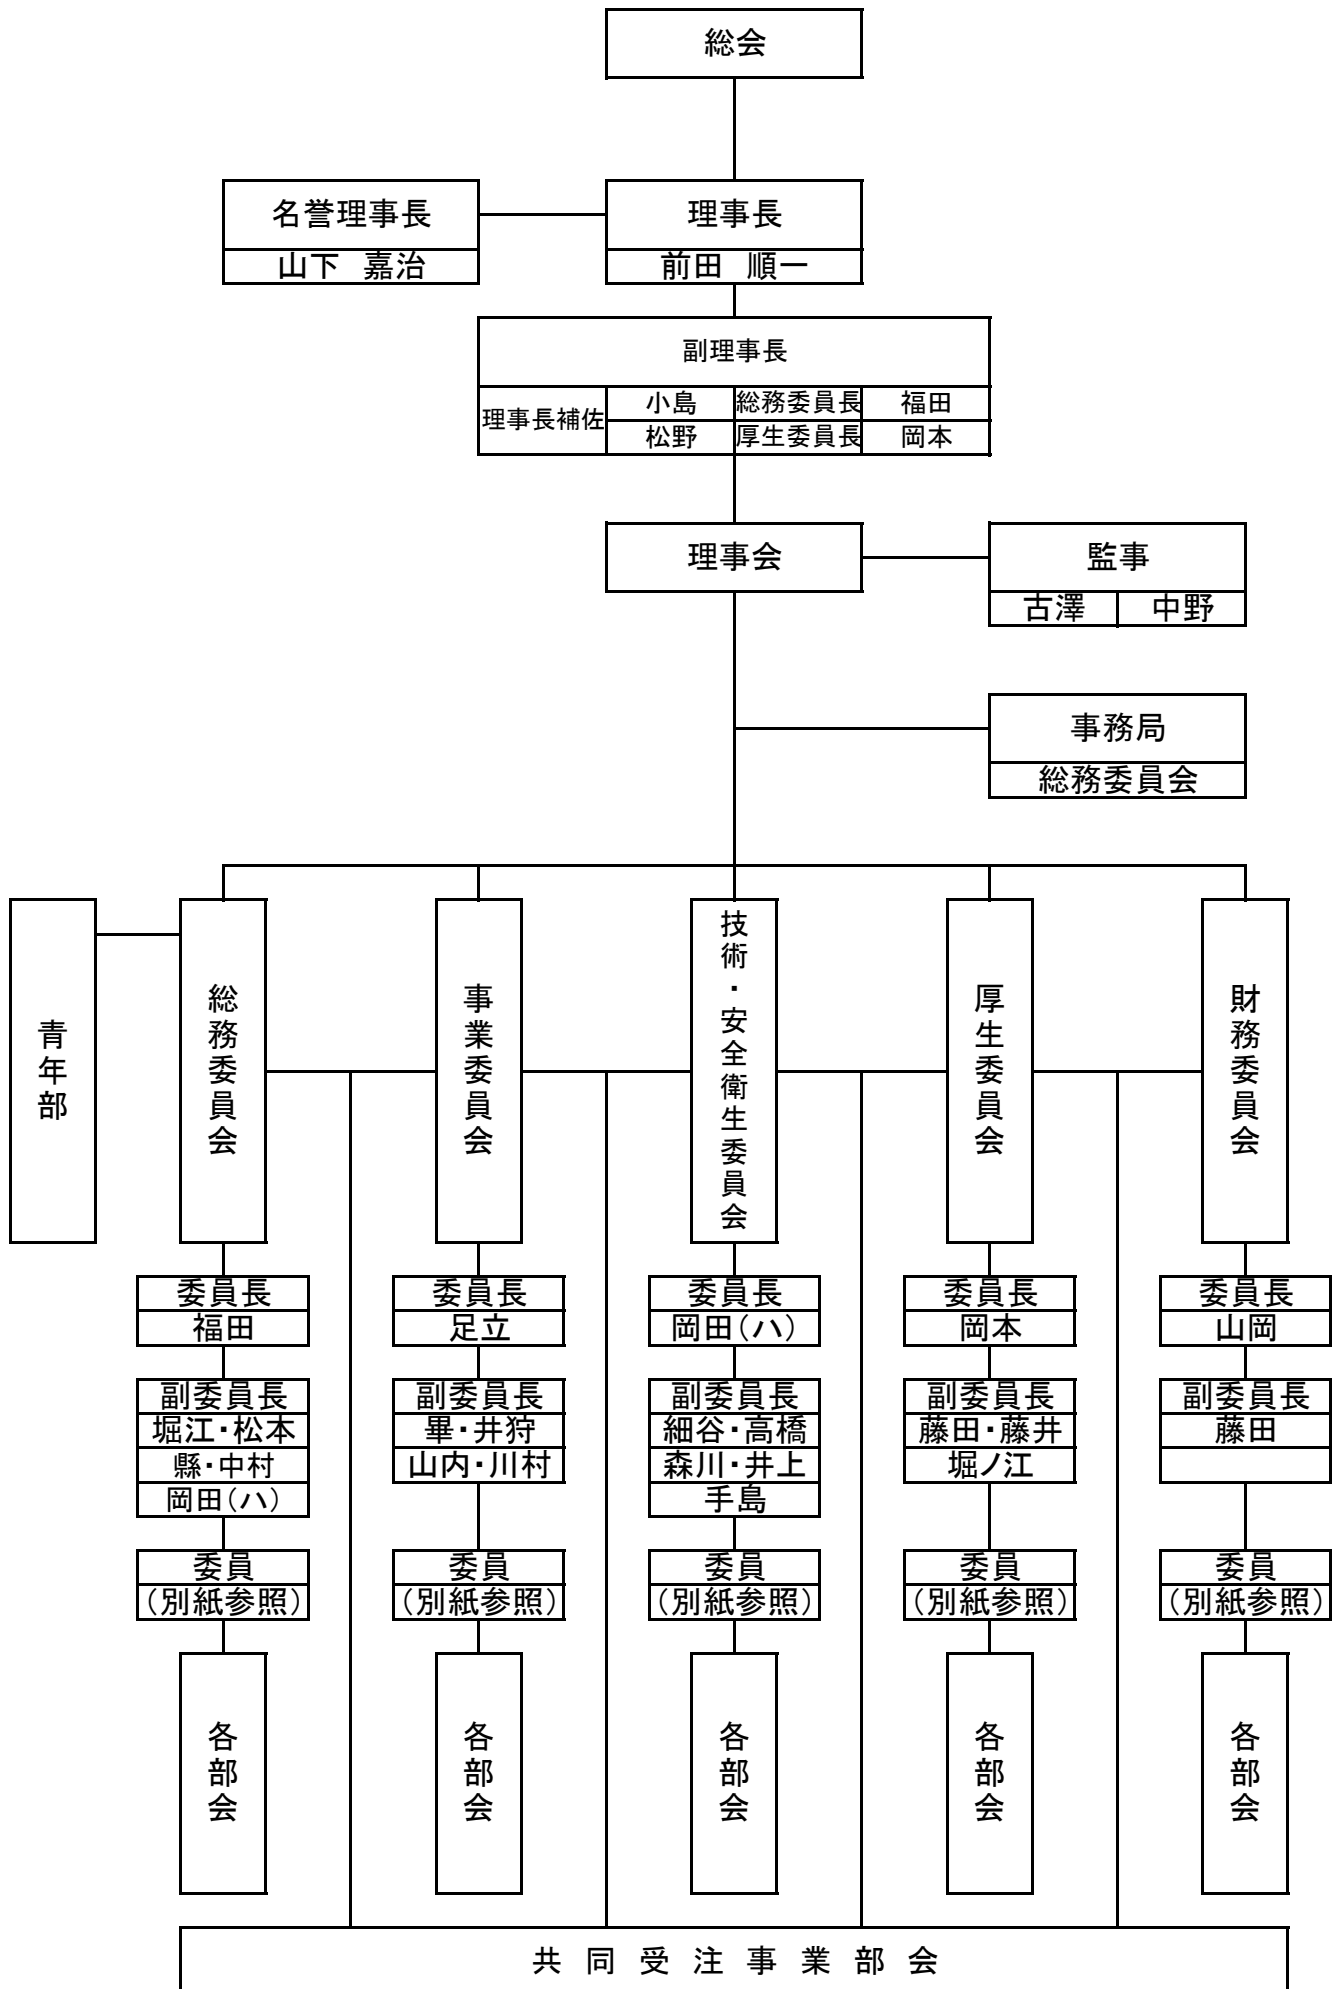 総会
名誉理事長
山下　嘉治
理事長
前田　順一
副理事長
理事長補佐
小島
総務委員長
福田
松野
厚生委員長
岡本
理事会
監事
古澤
中野
事務局
総務委員会
青年部
総務委員会
事業委員会
技術・安全衛生委員会
厚生委員会
財務委員会
委員長
福田
委員長
足立
委員長
岡田（ハ）
委員長
岡本
委員長
山岡
副委員長
堀江・松本
縣・中村
岡田（ハ）
副委員長
畢・井狩
山内・川村
副委員長
細谷・高橋
森川・井上
手島
副委員長
藤田・藤井
堀ノ江
副委員長
藤田
委員
（別紙参照）
委員
（別紙参照）
委員
（別紙参照）
委員
（別紙参照）
委員
（別紙参照）
各部会
各部会
各部会
各部会
各部会
共 同 受 注 事 業 部 会